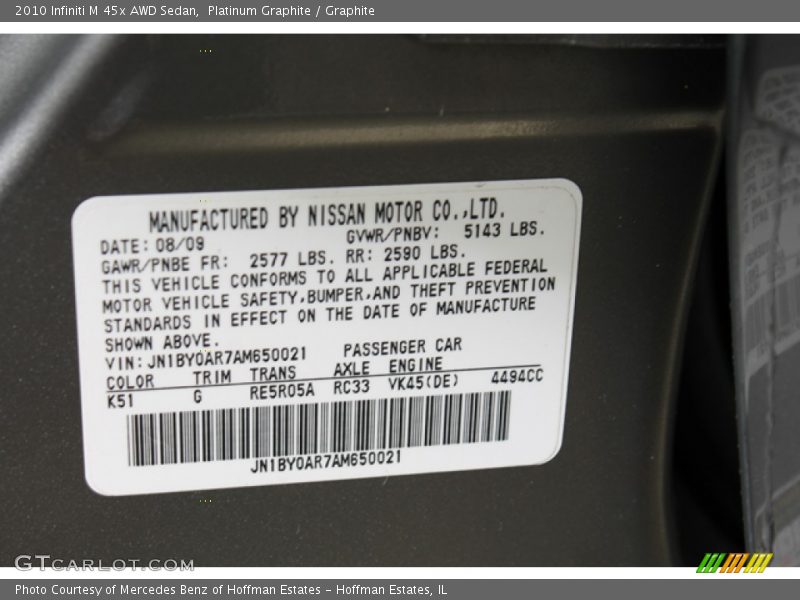 2010 Infiniti M 45x AWD Sedan, Platinum Graphite / Graphite
MANUFACTURED BY NISSAN MOTOR CO.,LTD.
DATE: 08/09 GVWR/PNBV: 5143 LBS.
GAWR/PNBE FR: 2577 LBS. RR: 2590 LBS.
THIS VEHICLE CONFORMS TO ALL APPLICABLE FEDERAL
MOTOR VEHICLE SAFETY,BUMPER,AND THEFT PREVENTION
STANDARDS IN EFFECT ON THE DATE OF MANUFACTURE
SHOWN ABOVE.
VIN: JN1BY0AR7AM650021 PASSENGER CAR
COLOR TRIM TRANS AXLE ENGINE
K51 G RE5R05A RC33 VK45(DE) 4494CC
JN1BY0AR7AM650021
GTCARLOT.COM
Photo Courtesy of Mercedes Benz of Hoffman Estates - Hoffman Estates, IL